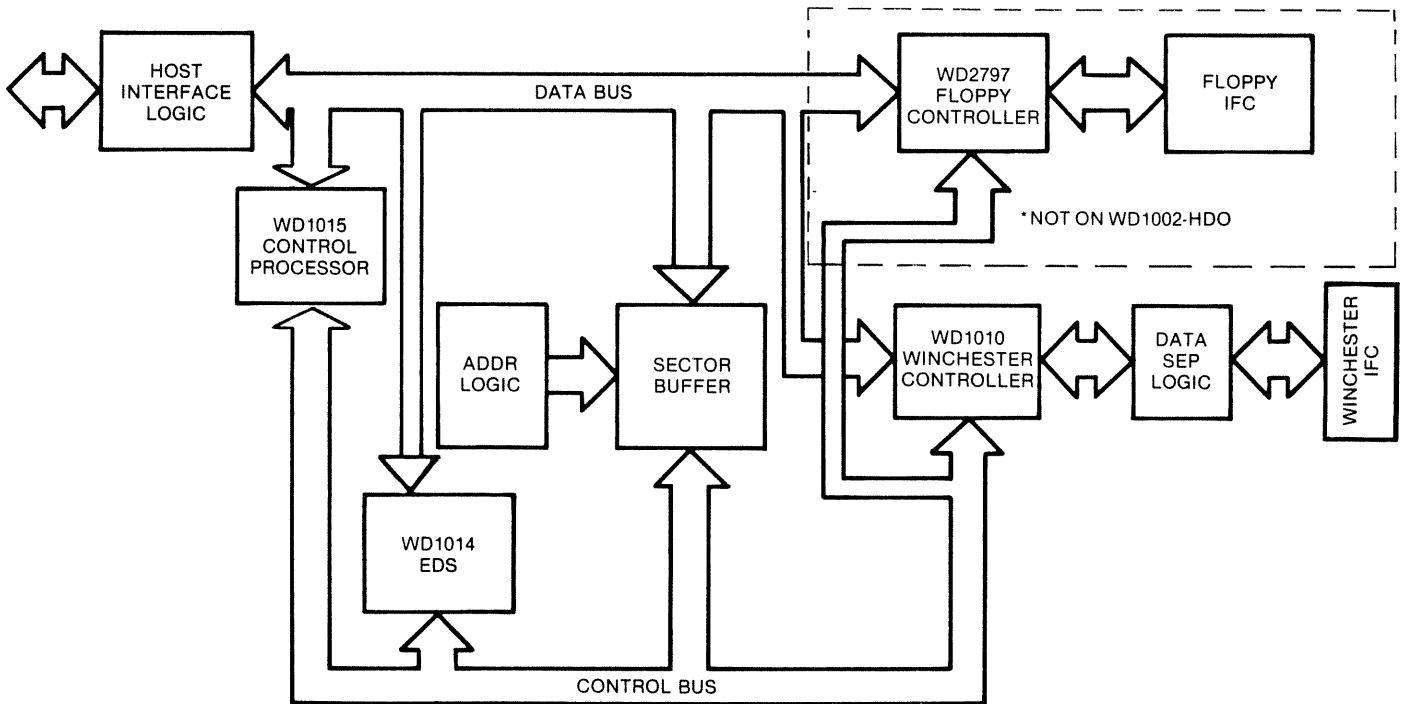 HOST
INTERFACE
LOGIC
DATA BUS
WD2797
FLOPPY
CONTROLLER
FLOPPY
IFC
WD1015
CONTROL
PROCESSOR
*NOT ON WD1002-HDO
ADDR
LOGIC
SECTOR
BUFFER
WD1010
WINCHESTER
CONTROLLER
DATA
SEP
LOGIC
WINCHESTER
IFC
WD1014
EDS
CONTROL BUS